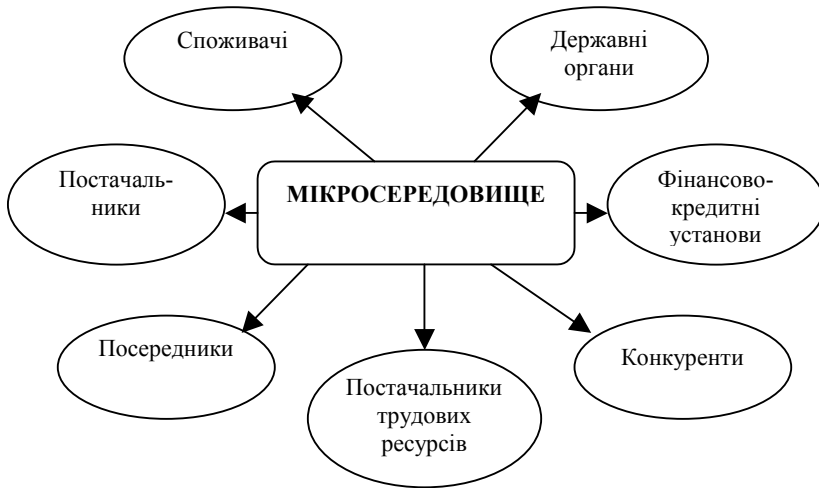 Споживачі
Державні
органи
Постачаль-
ники
МІКРОСЕРЕДОВИЩЕ
Фінансово-
кредитні
установи
Посередники
Постачальники
трудових
ресурсів
Конкуренти